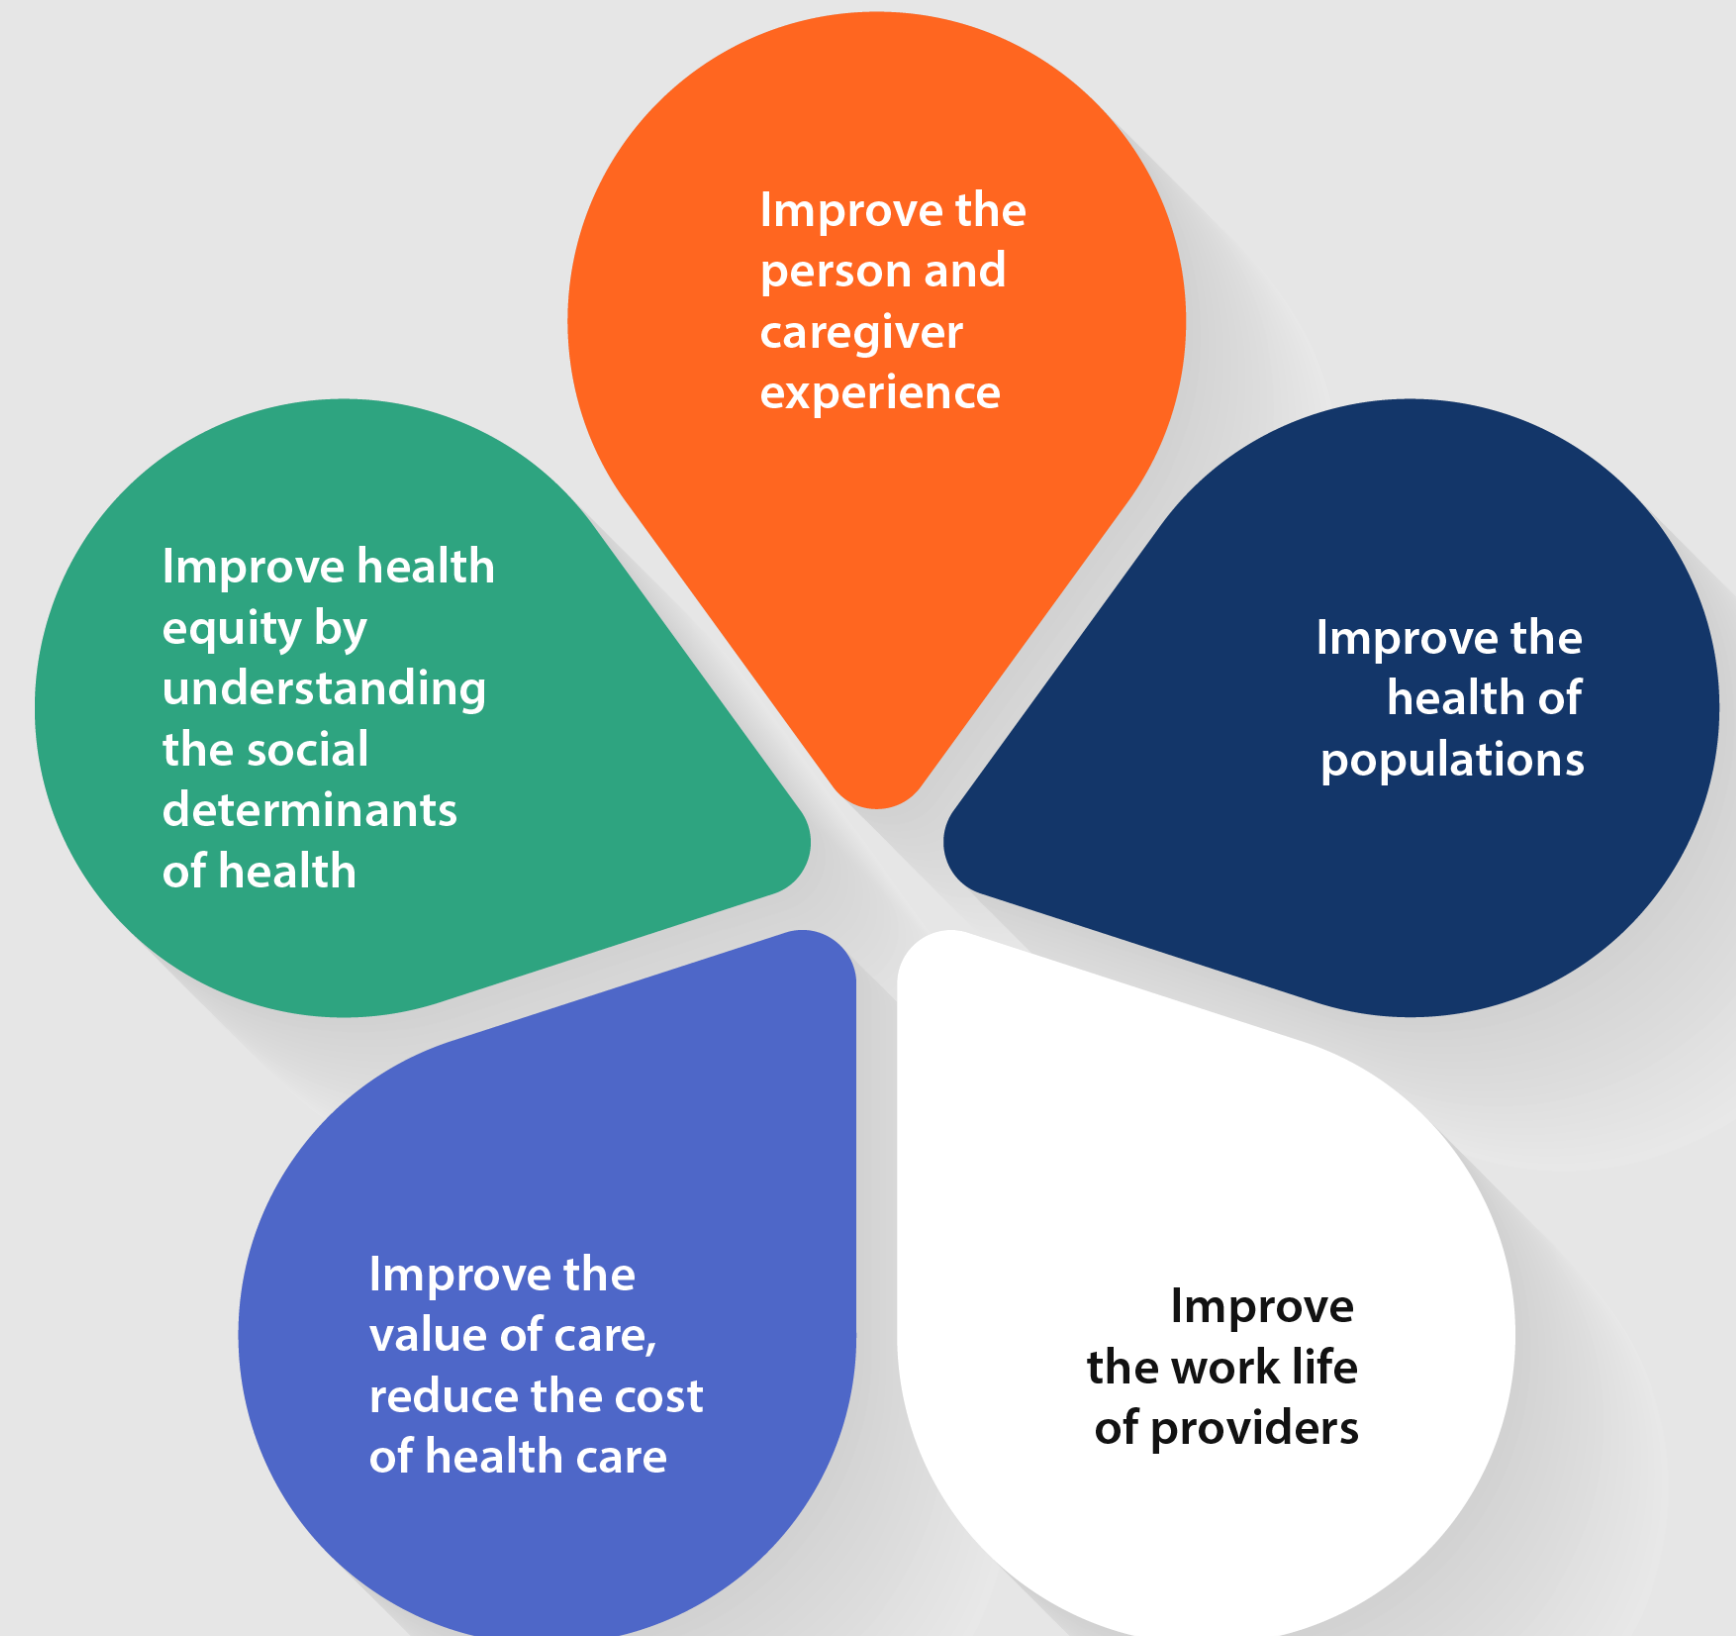 Improve the
person and
caregiver
experience
Improve health
equity by
understanding
the social
determinants
of health
Improve the
health of
populations
Improve the
value of care,
reduce the cost
of health care
Improve
the work life
of providers